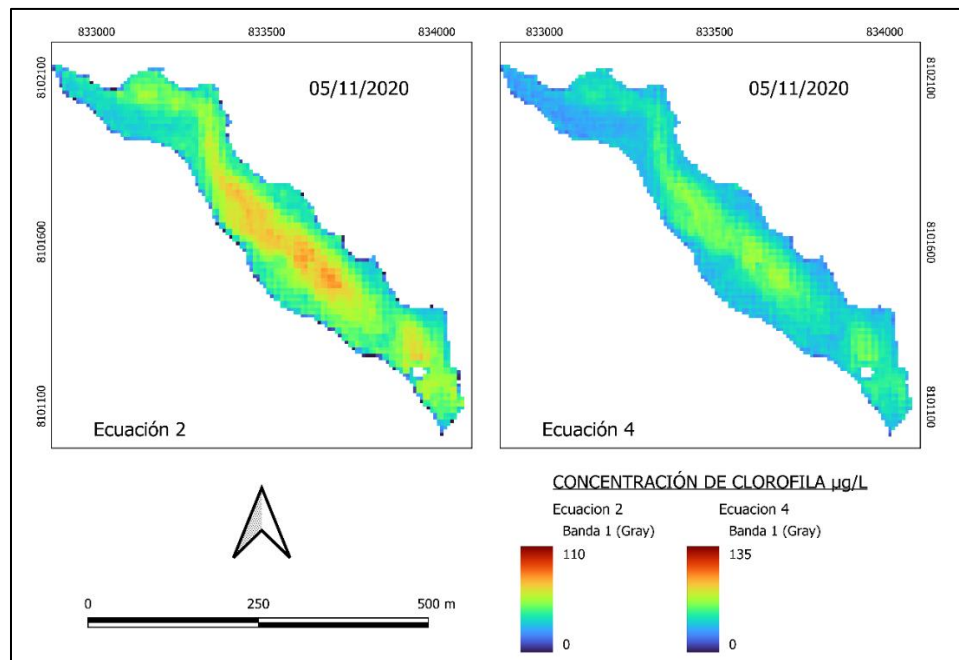 833000 833500 834000
833000 833500 834000
8102100
8101600
8101100
05/11/2020
Ecuación 2
05/11/2020
Ecuación 4
8102100
8101600
8101100
CONCENTRACIÓN DE CLOROFILA µg/L
Ecuacion 2
Banda 1 (Gray)
110
0
Ecuacion 4
Banda 1 (Gray)
135
0
0 250 500 m